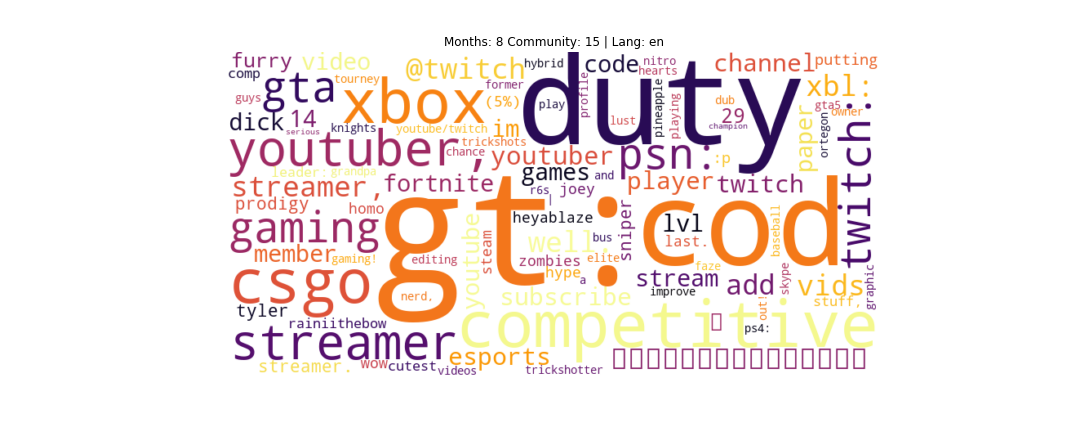 Months: 8 Community: 15 | Lang: en
furry video @twitch hybrid code nitro channel putting
comp tourney former hearts
gta xbox (5%) duty profile pineapple playing dub 29 xbl: gta5
guys 14 play lust champion owner
dick serious knights youtube/twitch im paper ortegon twitch:
youtuber, chance trickshots youtuber psn: :p
leader: grandpa games and
streamer, fortnite r6s joey player twitch
prodigy homo | heyablaze lvl baseball
gaming gt: cod
member gaming! editing youtube steam well, bus sniper last.
zombies elite faze
csgo nerd, hype a stream add skype vids graphic
subscribe improve stuff.
tyler out!
rainiithebow competitive ps4:
streamer esports
streamer. wow cutest videos trickshotter